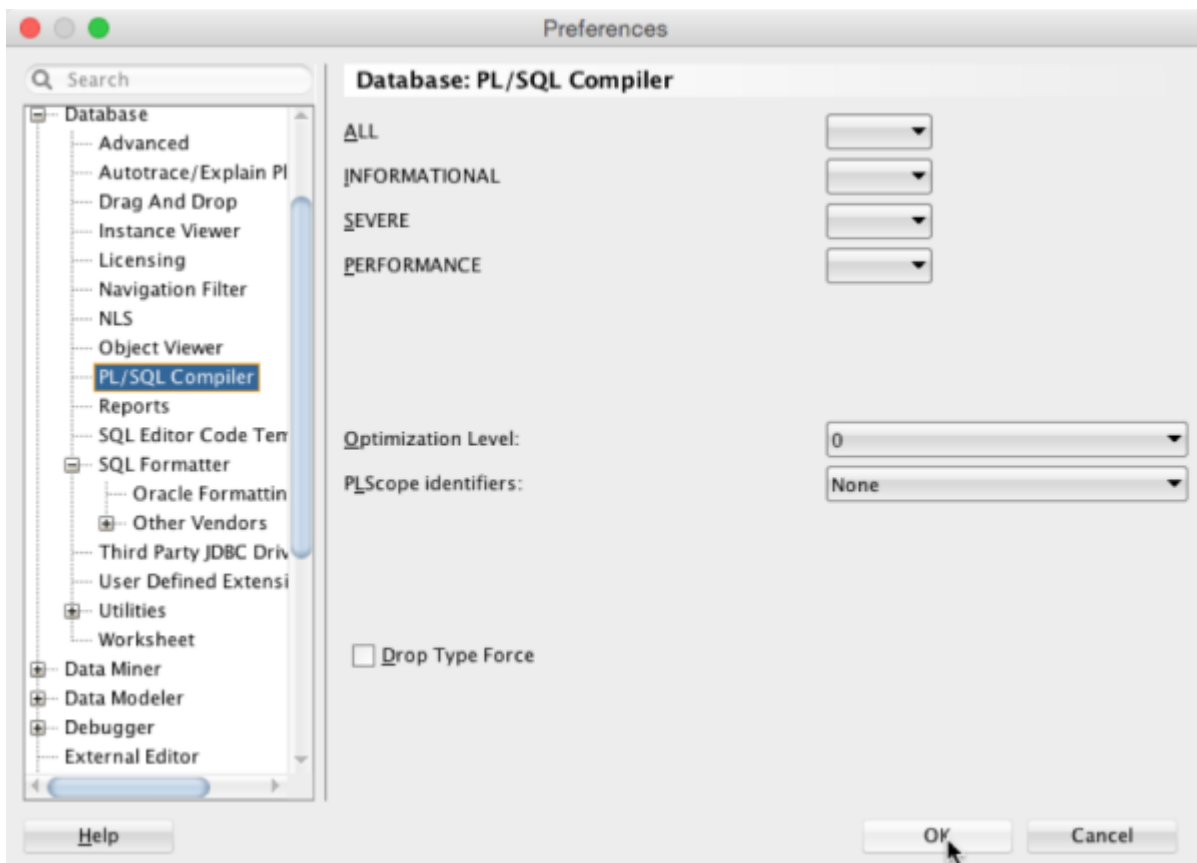 Preferences
Search
Database
Advanced
Autotrace/Explain Pl
Drag And Drop
Instance Viewer
Licensing
Navigation Filter
NLS
Object Viewer
PL/SQL Compiler
Reports
SQL Editor Code Tem
SQL Formatter
Oracle Formattin
Other Vendors
Third Party JDBC Driv
User Defined Extensi
Utilities
Worksheet
Data Miner
Data Modeler
Debugger
External Editor
Database: PL/SQL Compiler
ALL
INFORMATIONAL
SEVERE
PERFORMANCE
Optimization Level: 0
PLScope identifiers: None
Drop Type Force
Help
OK
Cancel